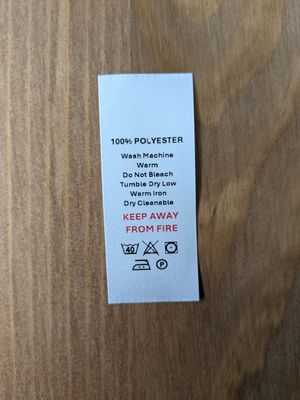 100% POLYESTER
Wash Machine
Warm
Do Not Bleach
Tumble Dry Low
Warm Iron
Dry Cleanable
KEEP AWAY
FROM FIRE
40
P